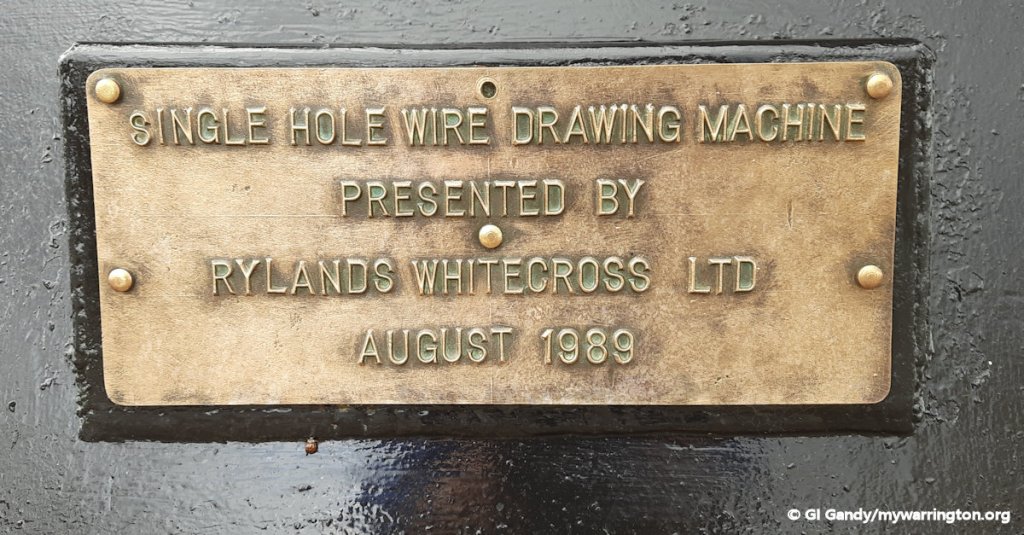 SINGLE HOLE WIRE DRAWING MACHINE
PRESENTED BY
RYLANDS WHITECROSS LTD
AUGUST 1989
© GI Gandy/mywarrington.org